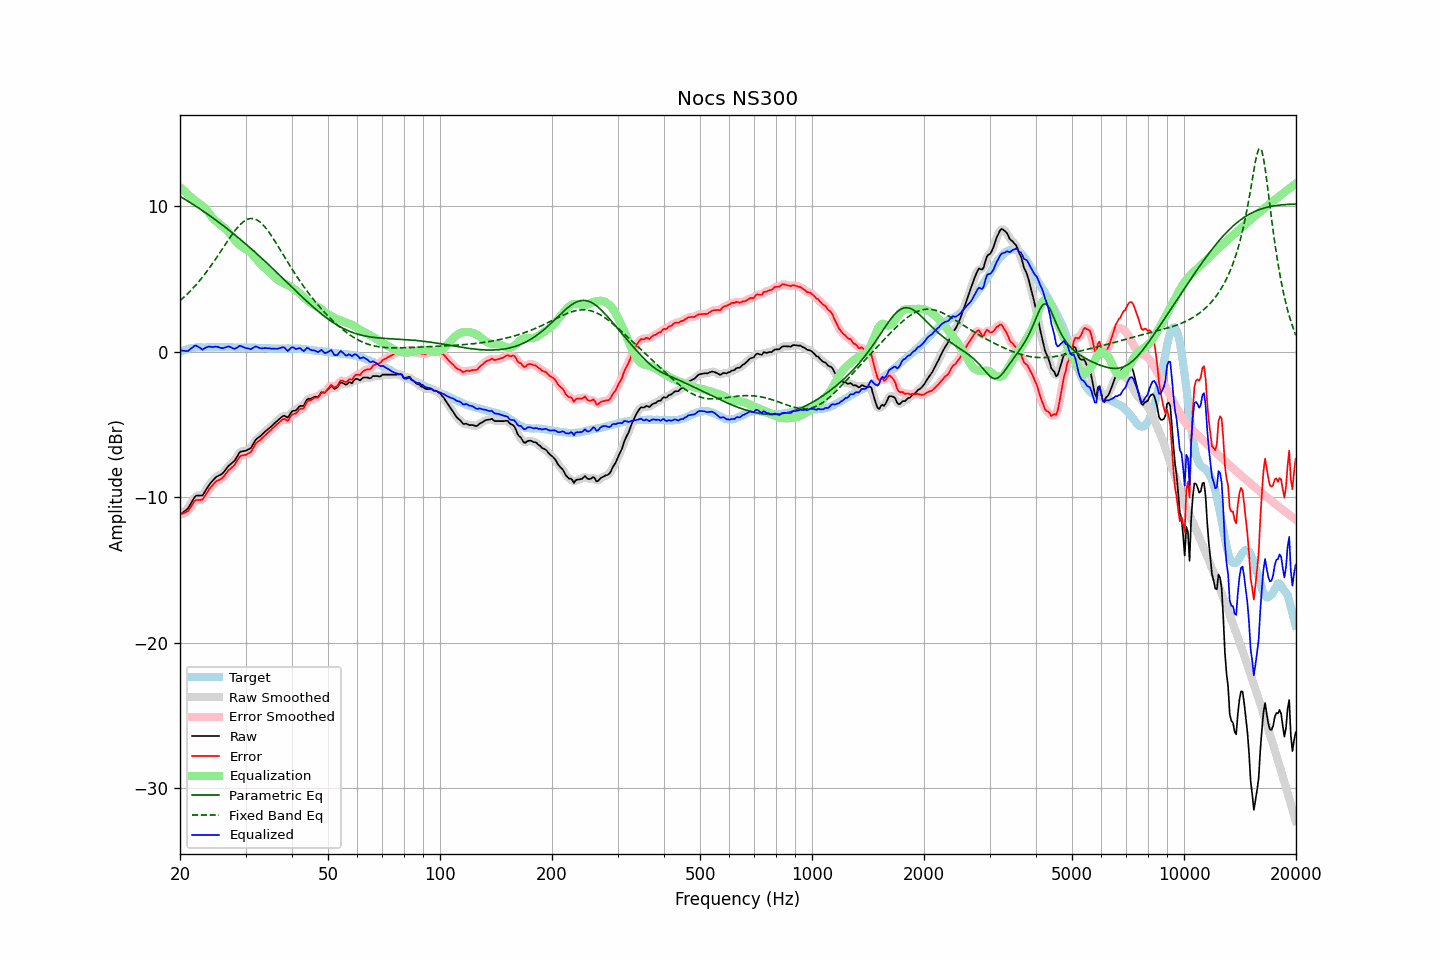 Nocs NS300
Amplitude (dBr)
10
0
−10
−20
−30
Target
Raw Smoothed
Error Smoothed
Raw
Error
Equalization
Parametric Eq
Fixed Band Eq
Equalized
20 50 100 200 500 1000 2000 5000 10000 20000
Frequency (Hz)